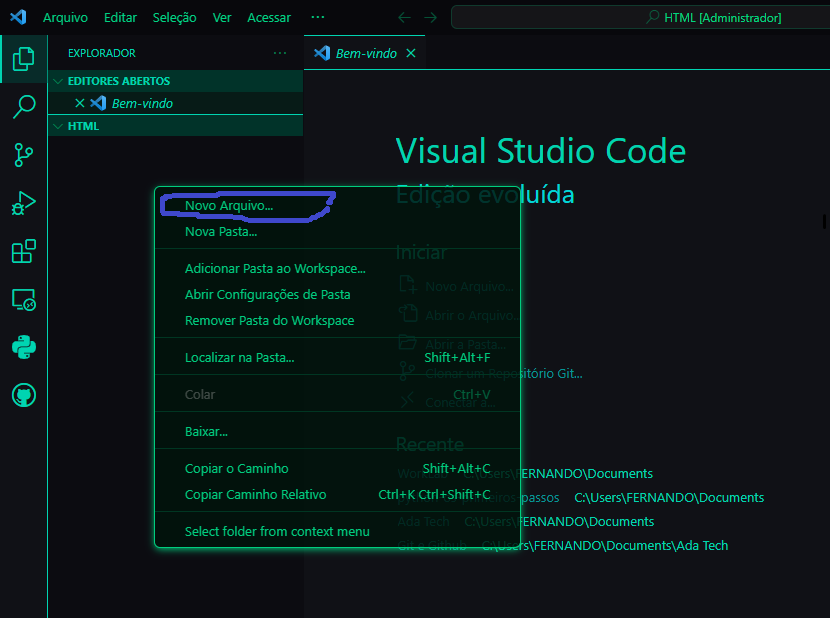 Arquivo Editar Seleção Ver Acessar ··· HTML [Administrador]
EXPLORADOR ···
Bem-vindo
EDITORES ABERTOS
Bem-vindo
HTML
Visual Studio Code
Edição evoluída
Novo Arquivo...
Nova Pasta...
Adicionar Pasta ao Workspace...
Abrir Configurações de Pasta
Remover Pasta do Workspace
Localizar na Pasta... Shift+Alt+F
Colar Ctrl+V
Baixar...
Copiar o Caminho Shift+Alt+C
Copiar Caminho Relativo Ctrl+K Ctrl+Shift+C
Select folder from context menu
Iniciar
Novo Arquivo...
Abrir o Arquivo...
Abrir a Pasta...
Clonar um Repositório Git...
Conectar a...
Recente
C:\Users\FERNANDO\Documents
passos C:\Users\FERNANDO\Documents
Ada Tech C:\Users\FERNANDO\Documents
Git e Github C:\Users\FERNANDO\Documents\Ada Tech